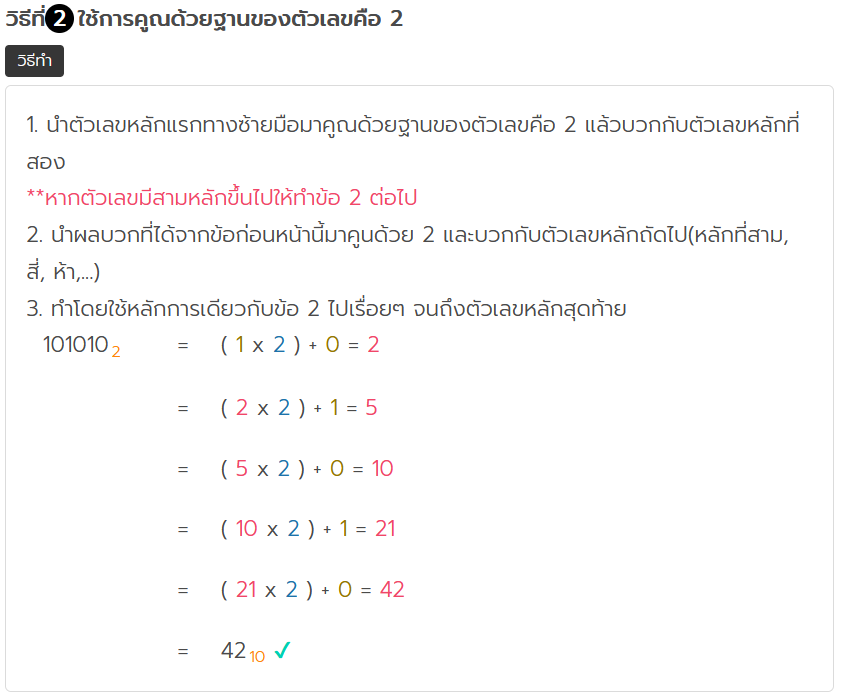 วิธีที่ 2 ใช้การคูณด้วยฐานของตัวเลขคือ 2
วิธีทำ
1. นำตัวเลขหลักแรกทางซ้ายมือมาคูณด้วยฐานของตัวเลขคือ 2 แล้วบวกกับตัวเลขหลักที่
สอง
**หากตัวเลขมีสามหลักขึ้นไปให้ทำข้อ 2 ต่อไป
2. นำผลบวกที่ได้จากข้อก่อนหน้านี้มาคูนด้วย 2 และบวกกับตัวเลขหลักถัดไป(หลักที่สาม,
สี่, ห้า,...)
3. ทำโดยใช้หลักการเดียวกับข้อ 2 ไปเรื่อยๆ จนถึงตัวเลขหลักสุดท้าย
101010 2 = ( 1 x 2 ) + 0 = 2
= ( 2 x 2 ) + 1 = 5
= ( 5 x 2 ) + 0 = 10
= ( 10 x 2 ) + 1 = 21
= ( 21 x 2 ) + 0 = 42
= 42 10 ✓